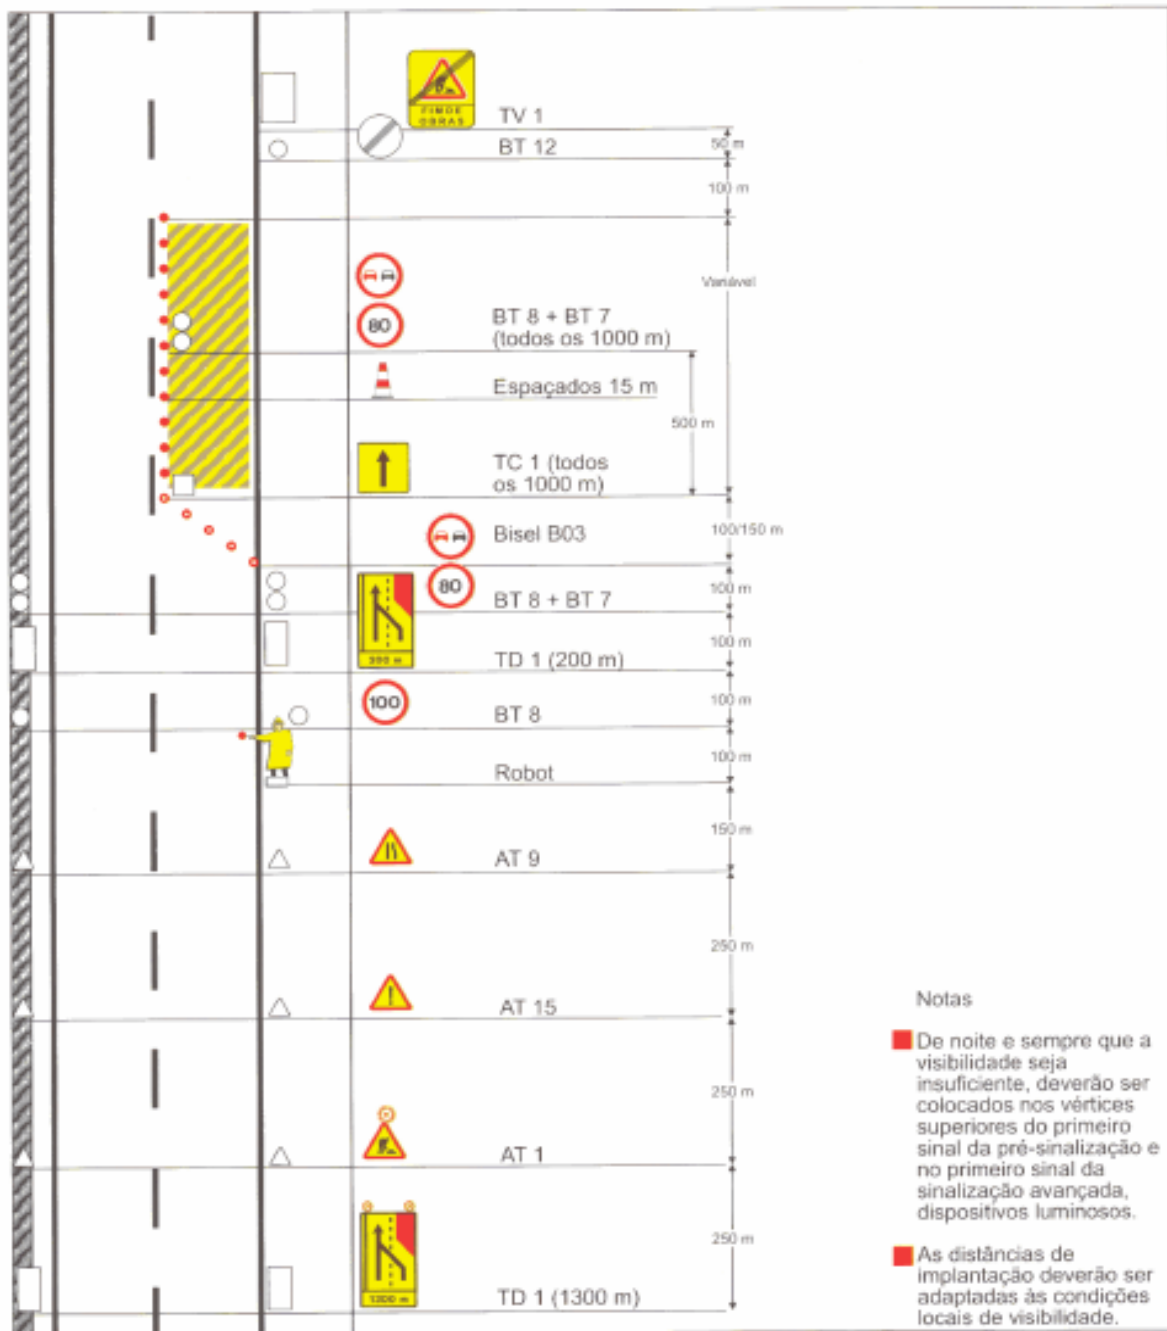 FIM DE
OBRAS
TV 1
BT 12
50 m
100 m
Variável
80
BT 8 + BT 7
(todos os 1000 m)
Espaçados 15 m
500 m
TC 1 (todos
os 1000 m)
100/150 m
Bisel B03
80
BT 8 + BT 7
100 m
100 m
TD 1 (200 m)
100
BT 8
100 m
100 m
Robot
150 m
AT 9
250 m
AT 15
250 m
AT 1
250 m
TD 1 (1300 m)
Notas
De noite e sempre que a
visibilidade seja
insuficiente, deverão ser
colocados nos vértices
superiores do primeiro
sinal da pré-sinalização e
no primeiro sinal da
sinalização avançada,
dispositivos luminosos.
As distâncias de
implantação deverão ser
adaptadas às condições
locais de visibilidade.